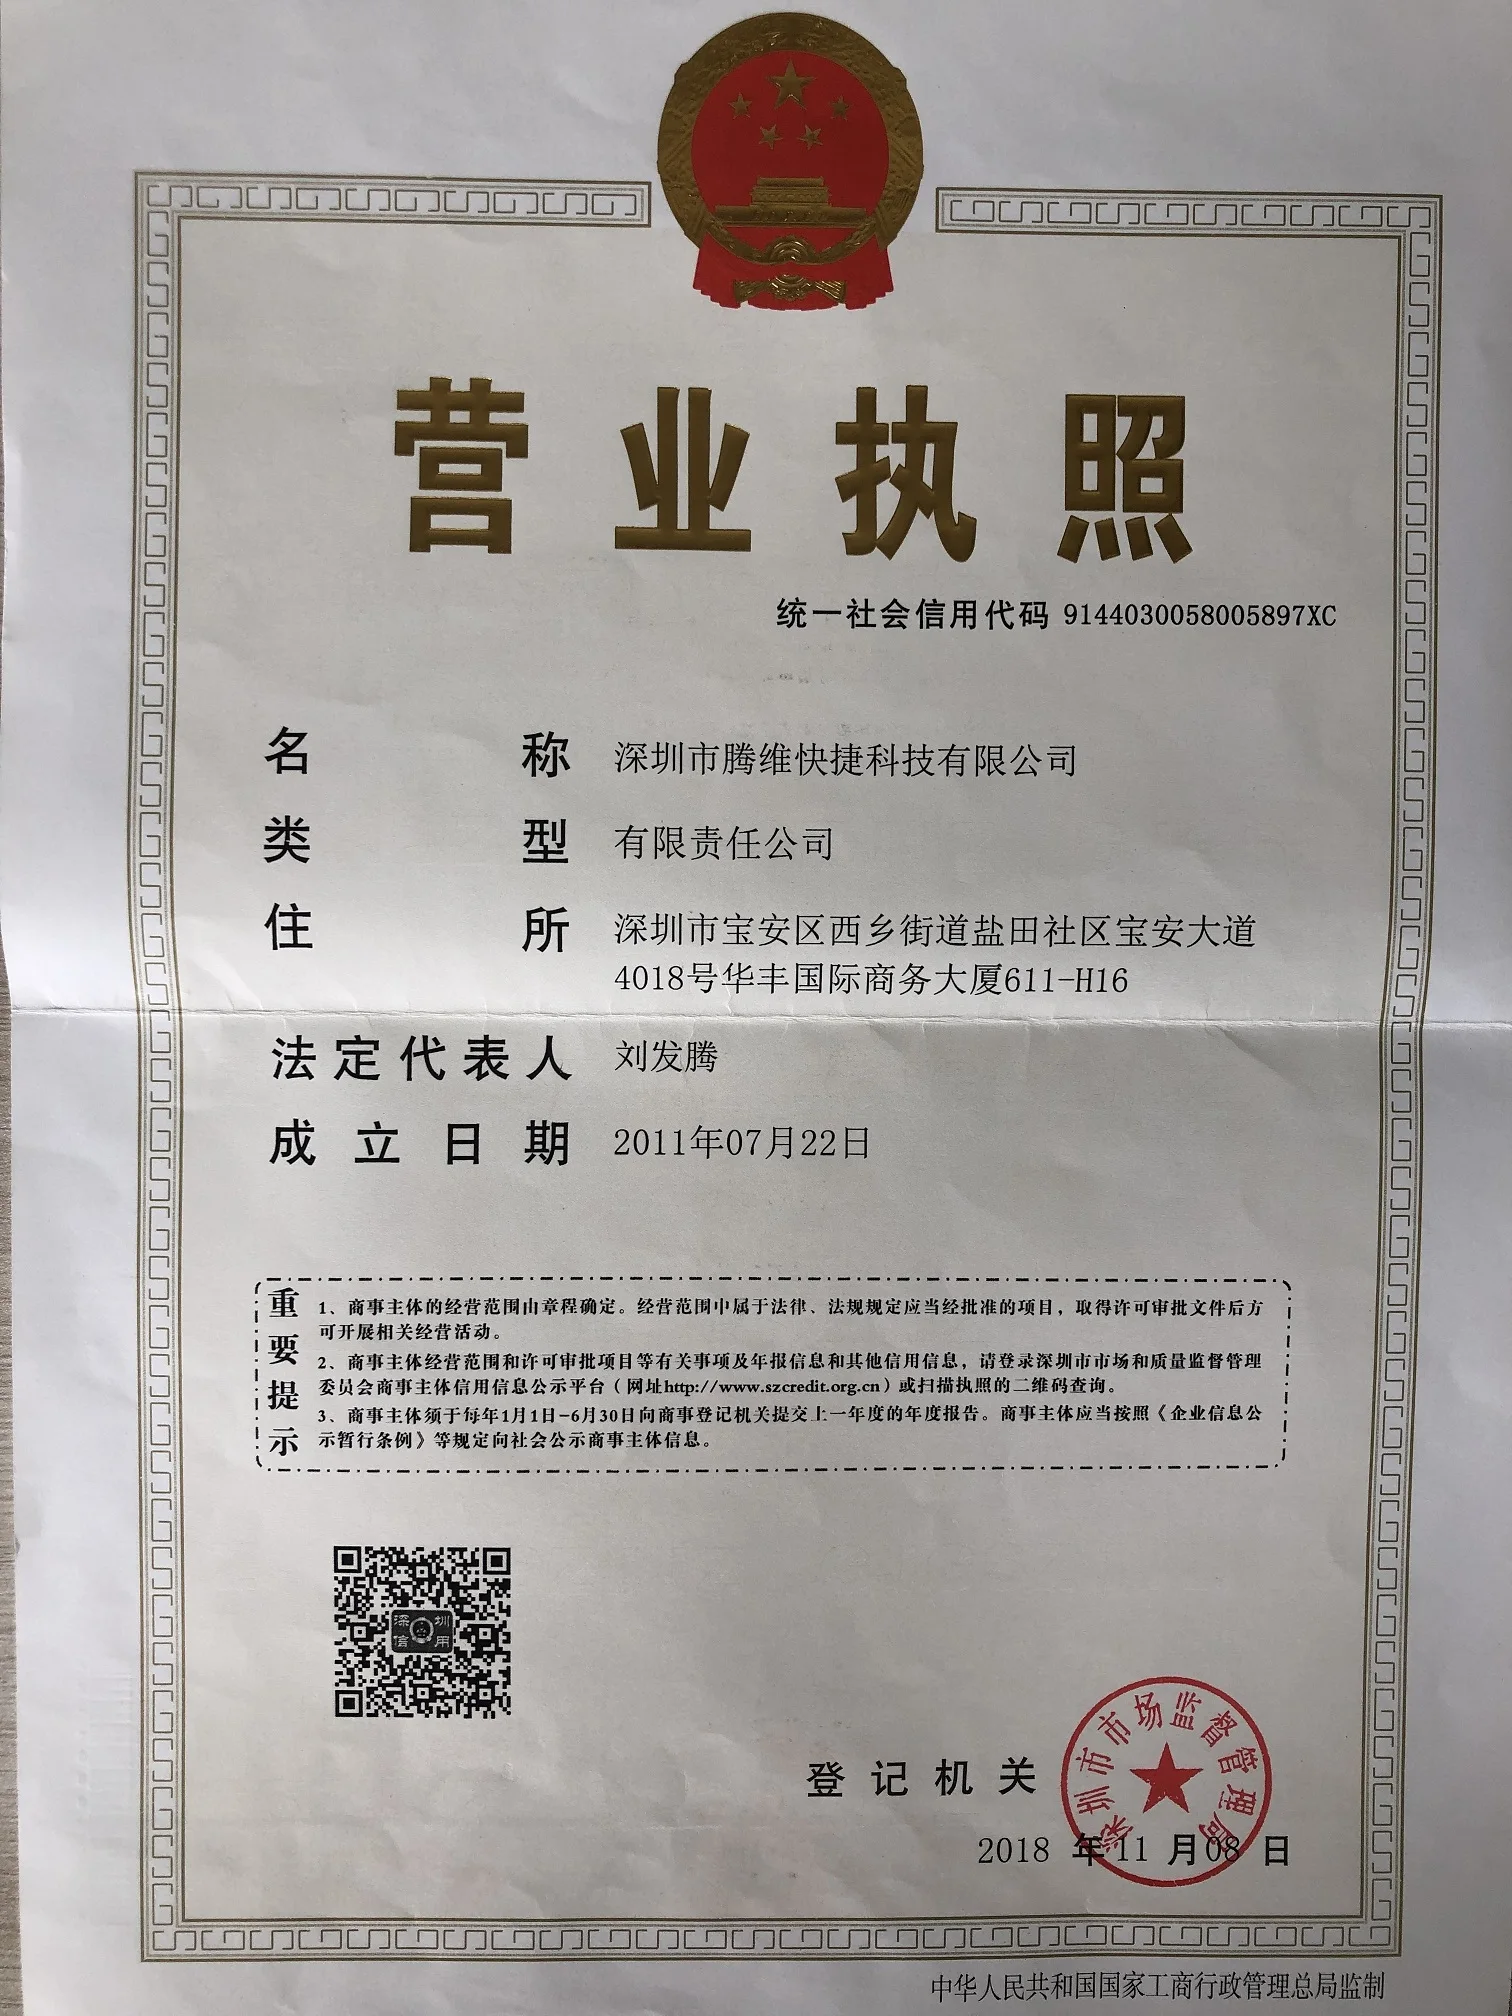 营业执照
统一社会信用代码 9144030058005897XC
名称 深圳市腾维快捷科技有限公司
类型 有限责任公司
住所 深圳市宝安区西乡街道盐田社区宝安大道
4018号华丰国际商务大厦611-H16
法定代表人 刘发腾
成立日期 2011年07月22日
重要提示
1、商事主体的经营范围由章程确定。经营范围中属于法律、法规规定应当经批准的项目，取得许可审批文件后方
可开展相关经营活动。
2、商事主体经营范围和许可审批项目等有关事项及年报信息和其他信用信息，请登录深圳市市场和质量监督管理
委员会商事主体信用信息公示平台（网址http://www.szcredit.org.cn）或扫描执照的二维码查询。
3、商事主体须于每年1月1日-6月30日向商事登记机关提交上一年度的年度报告。商事主体应当按照《企业信息公
示暂行条例》等规定向社会公示商事主体信息。
深圳
信用
登记机关
深圳市市场监督管理局
2018 年 11 月 08 日
中华人民共和国国家工商行政管理总局监制